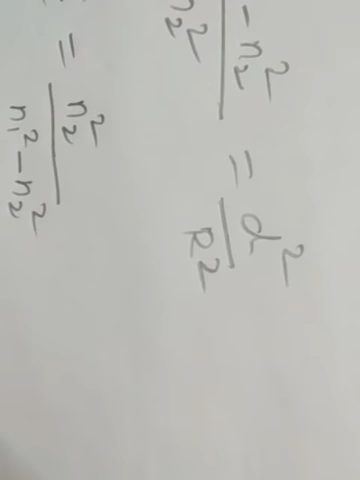 (- n₂²)/(n₂²) = d²/R²
= n₂²/(n₁² - n₂²)